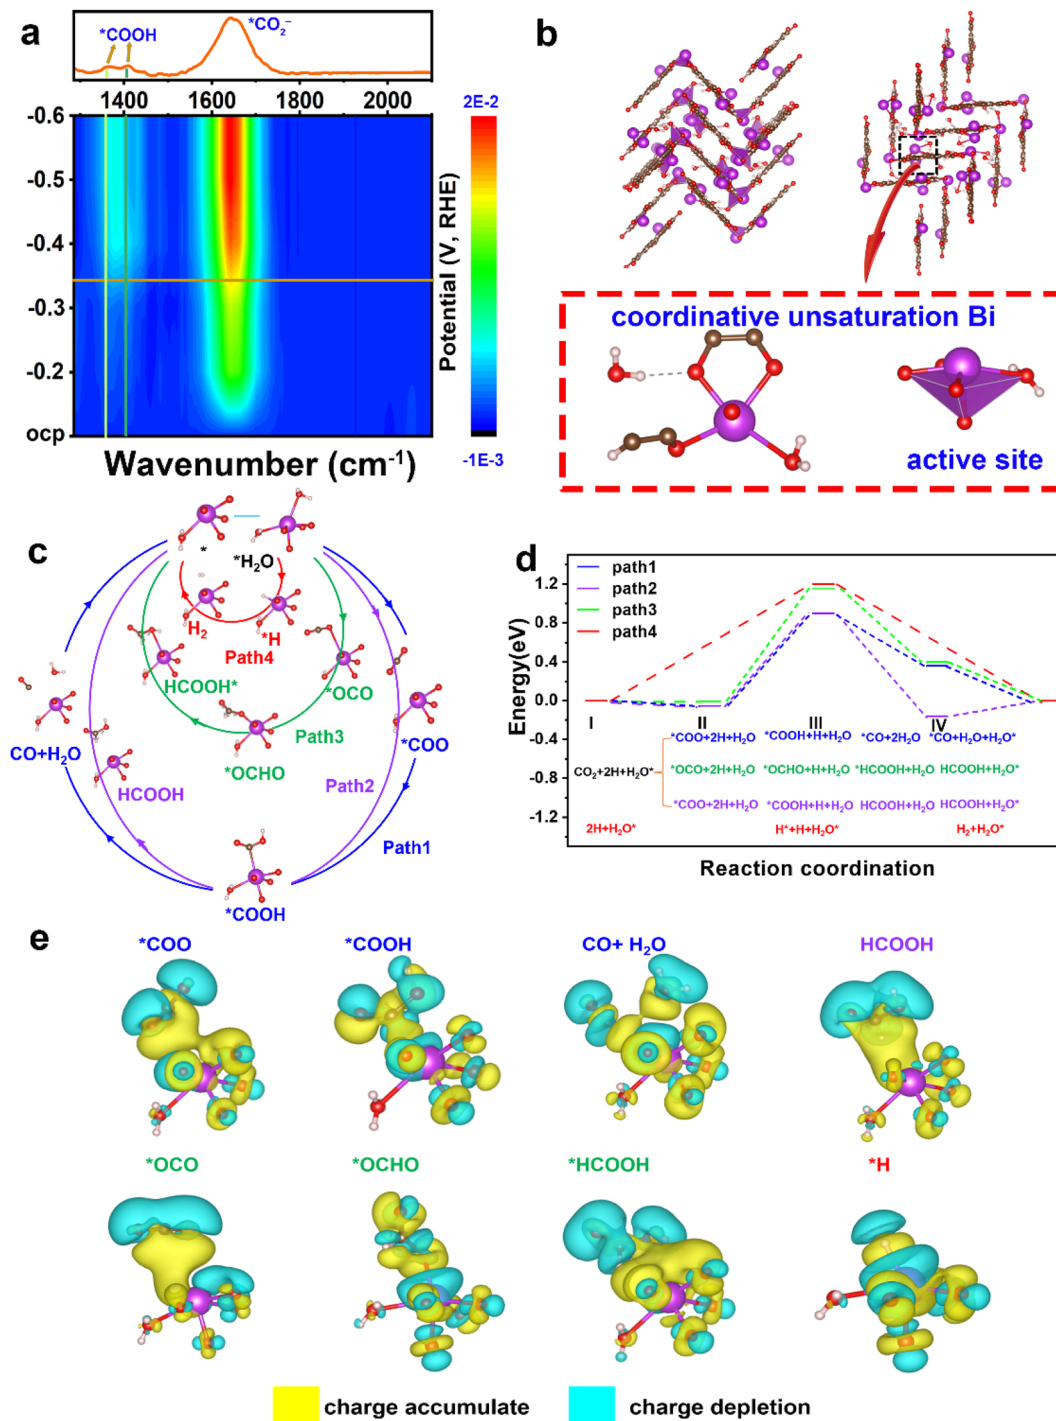 a
*COOH
*CO₂⁻
1400
1600
1800
2000
2E-2
-0.6
-0.5
-0.4
-0.3
-0.2
ocp
Potential (V, RHE)
-1E-3
Wavenumber (cm⁻¹)
b
coordinative unsaturation Bi
active site
c
*
*H₂O
H₂
*H
Path4
HCOOH*
*OCO
Path3
*OCHO
CO+H₂O
*COO
HCOOH
Path2
Path1
*COOH
d
path1
path2
path3
path4
1.2
0.8
0.4
0.0
-0.4
-0.8
-1.2
Energy(eV)
I
II
III
IV
*COO+2H+H₂O *COOH+H+H₂O *CO+2H₂O *CO+H₂O+H₂O*
CO₂+2H+H₂O*
*OCO+2H+H₂O *OCHO+H+H₂O *HCOOH+H₂O HCOOH+H₂O*
*COO+2H+H₂O *COOH+H+H₂O HCOOH+H₂O HCOOH+H₂O*
2H+H₂O* H*+H+H₂O* H₂+H₂O*
Reaction coordination
e
*COO
*COOH
CO+ H₂O
HCOOH
*OCO
*OCHO
*HCOOH
*H
charge accumulate
charge depletion